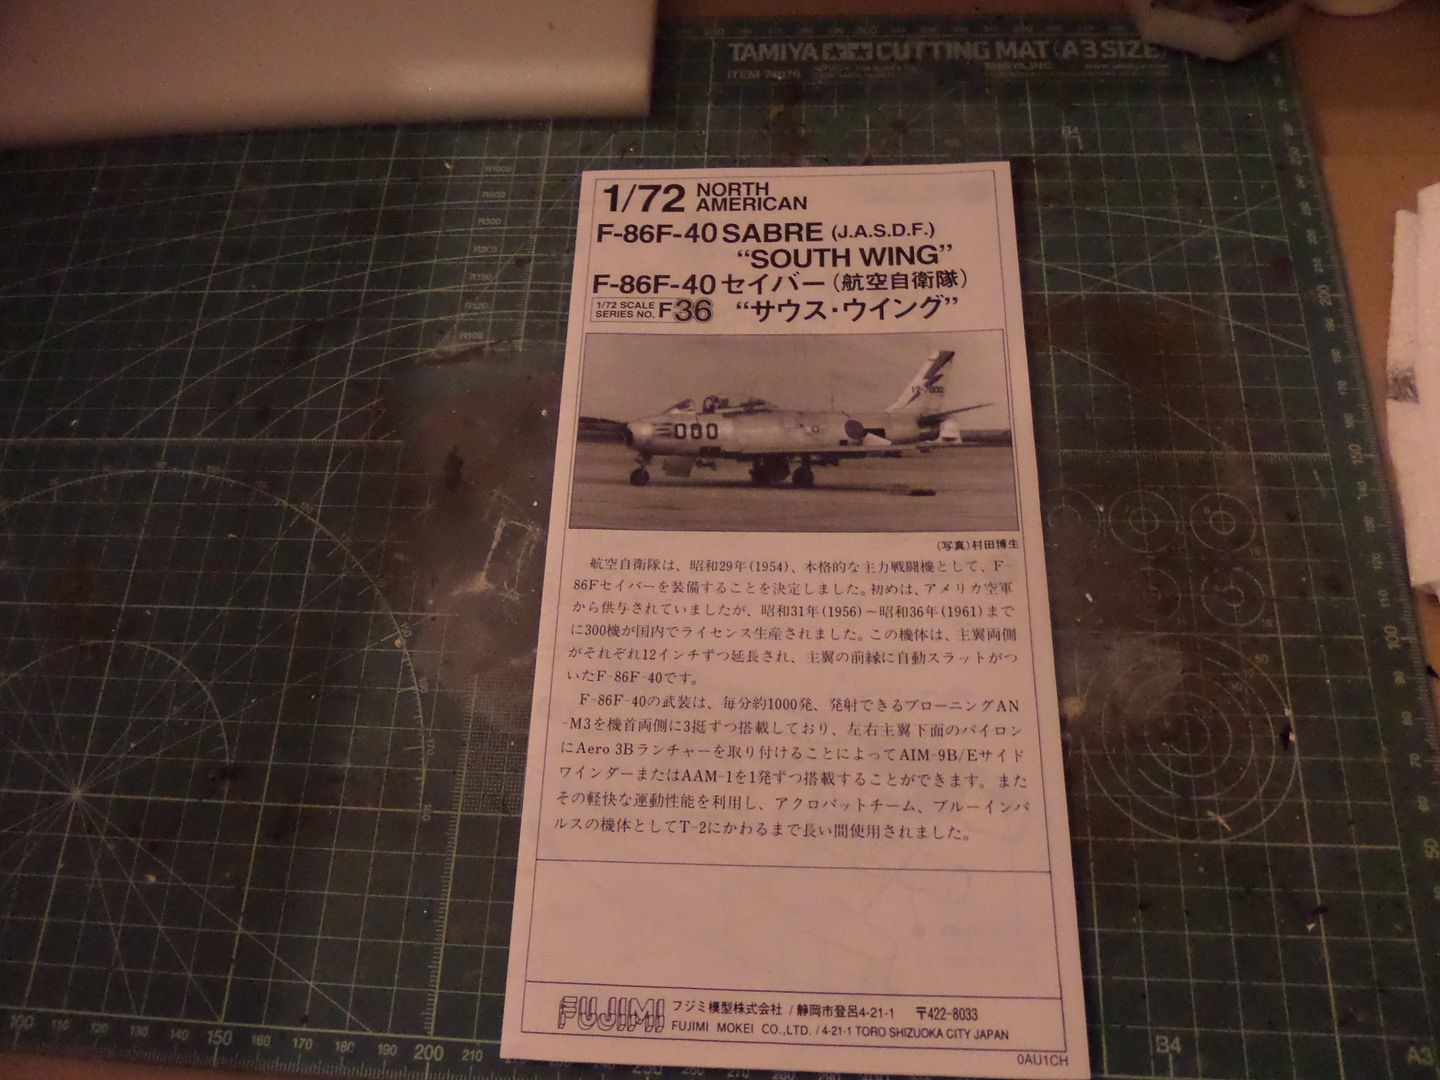 TAMIYA CUTTING MAT (A3 SIZE)
ITEM 74076
B4
1/72 NORTH
AMERICAN
F-86F-40 SABRE (J.A.S.D.F.)
“SOUTH WING”
F-86F-40 セイバー (航空自衛隊)
1/72 SCALE
SERIES NO. F36 “サウス・ウイング”
000
(写真)村田博生
航空自衛隊は、昭和29年(1954)、本格的な主力戦闘機として、F-
86Fセイバーを装備することを決定しました。初めは、アメリカ空軍
から供与されていましたが、昭和31年(1956)～昭和36年(1961)まで
に300機が国内でライセンス生産されました。この機体は、主翼両側
がそれぞれ12インチずつ延長され、主翼の前縁に自動スラットがつ
いたF-86F-40です。
F-86F-40の武装は、毎分約1000発、発射できるブローニングAN
-M3を機首両側に3挺ずつ搭載しており、左右主翼下面のパイロン
にAero 3Bランチャーを取り付けることによってAIM-9B/Eサイド
ワインダーまたはAAM-1を1発ずつ搭載することができます。また
その軽快な運動性能を利用し、アクロバットチーム、ブルーインパ
ルスの機体としてT-2にかわるまで長い間使用されました。
FUJIMI フジミ模型株式会社 / 静岡市登呂4-21-1 〒422-8033
FUJIMI MOKEI CO.,LTD. / 4-21-1 TORO SHIZUOKA CITY JAPAN
0AU1CH
100 110 120 130 140 150 160 170 180 190 200 210
B4
A3